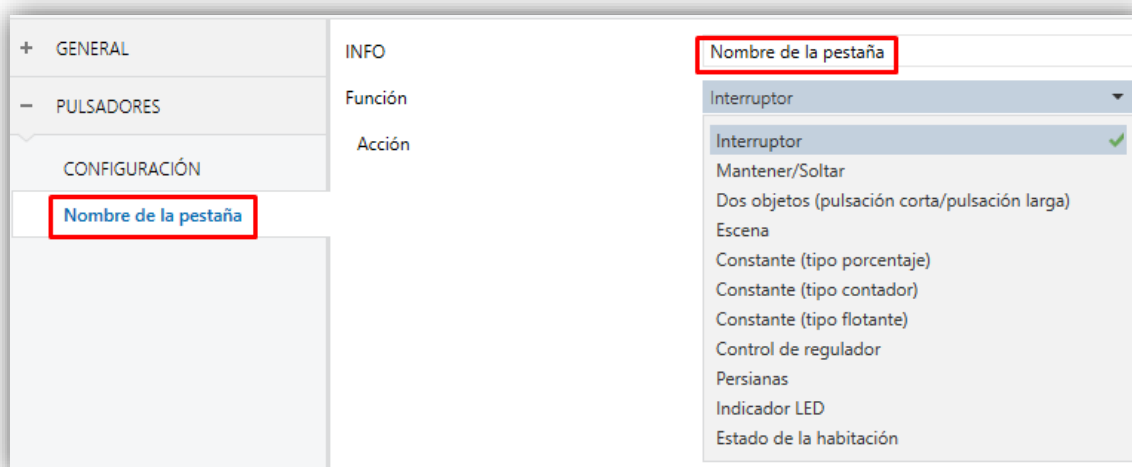 + GENERAL
− PULSADORES
CONFIGURACIÓN
Nombre de la pestaña
INFO
Nombre de la pestaña
Función
Interruptor
Acción
Interruptor
Mantener/Soltar
Dos objetos (pulsación corta/pulsación larga)
Escena
Constante (tipo porcentaje)
Constante (tipo contador)
Constante (tipo flotante)
Control de regulador
Persianas
Indicador LED
Estado de la habitación